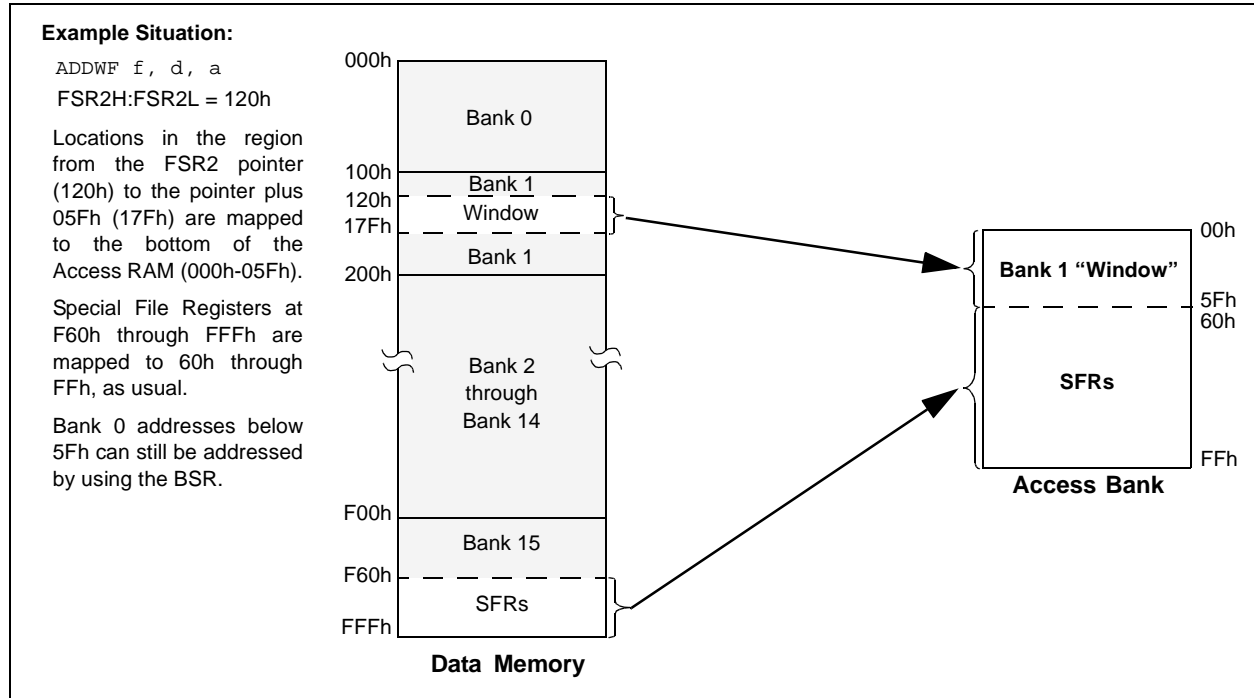 Example Situation:
ADDWF f, d, a
FSR2H:FSR2L = 120h
Locations in the region
from the FSR2 pointer
(120h) to the pointer plus
05Fh (17Fh) are mapped
to the bottom of the
Access RAM (000h-05Fh).
Special File Registers at
F60h through FFFh are
mapped to 60h through
FFh, as usual.
Bank 0 addresses below
5Fh can still be addressed
by using the BSR.
000h
Bank 0
100h
Bank 1
120h
Window
17Fh
Bank 1
200h
Bank 2
through
Bank 14
F00h
Bank 15
F60h
SFRs
FFFh
Data Memory
00h
Bank 1 “Window”
5Fh
60h
SFRs
FFh
Access Bank